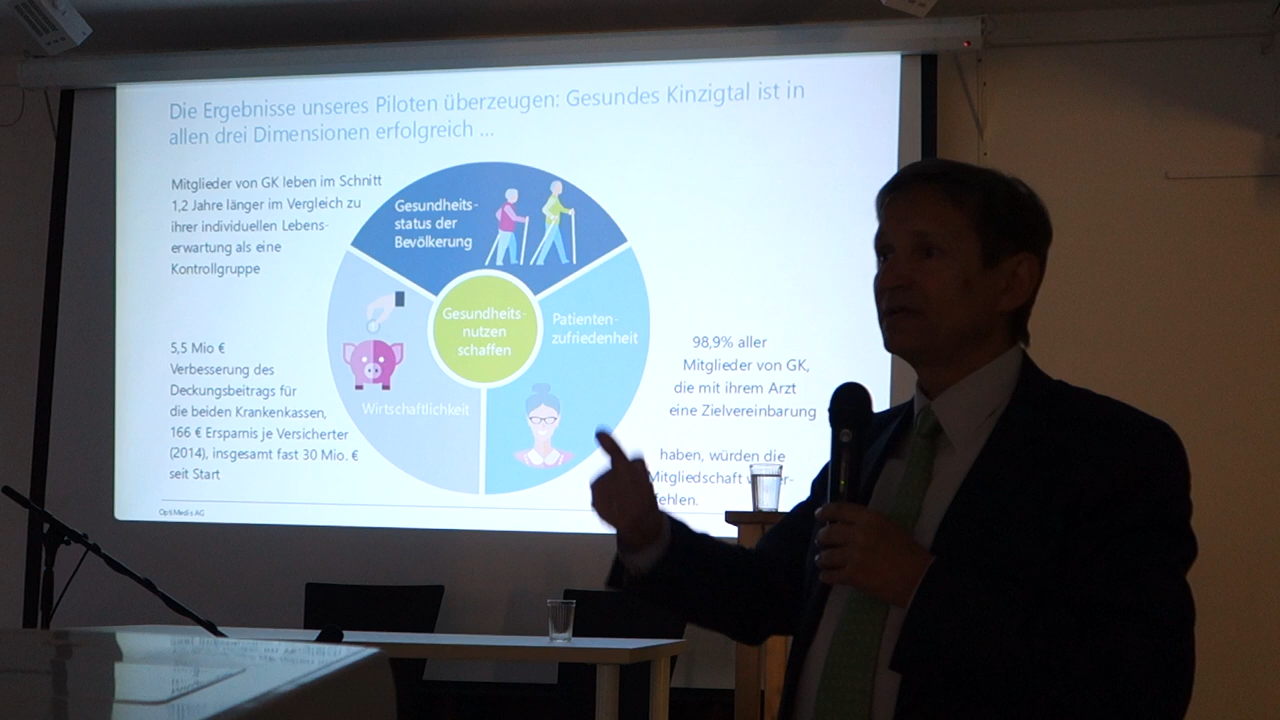 Die Ergebnisse unseres Piloten überzeugen: Gesundes Kinzigtal ist in
allen drei Dimensionen erfolgreich ...
Mitglieder von GK leben im Schnitt
1,2 Jahre länger im Vergleich zu
ihrer individuellen Lebens-
erwartung als eine
Kontrollgruppe
Gesundheits-
status der
Bevölkerung
Gesundheits-
nutzen
schaffen
Patienten-
zufriedenheit
Wirtschaftlichkeit
5,5 Mio €
Verbesserung des
Deckungsbeitrags für
die beiden Krankenkassen,
166 € Ersparnis je Versicherter
(2014), insgesamt fast 30 Mio. €
seit Start
98,9% aller
Mitglieder von GK,
die mit ihrem Arzt
eine Zielvereinbarung
haben, würden die
Mitgliedschaft
fehlen.
OptiMedis AG